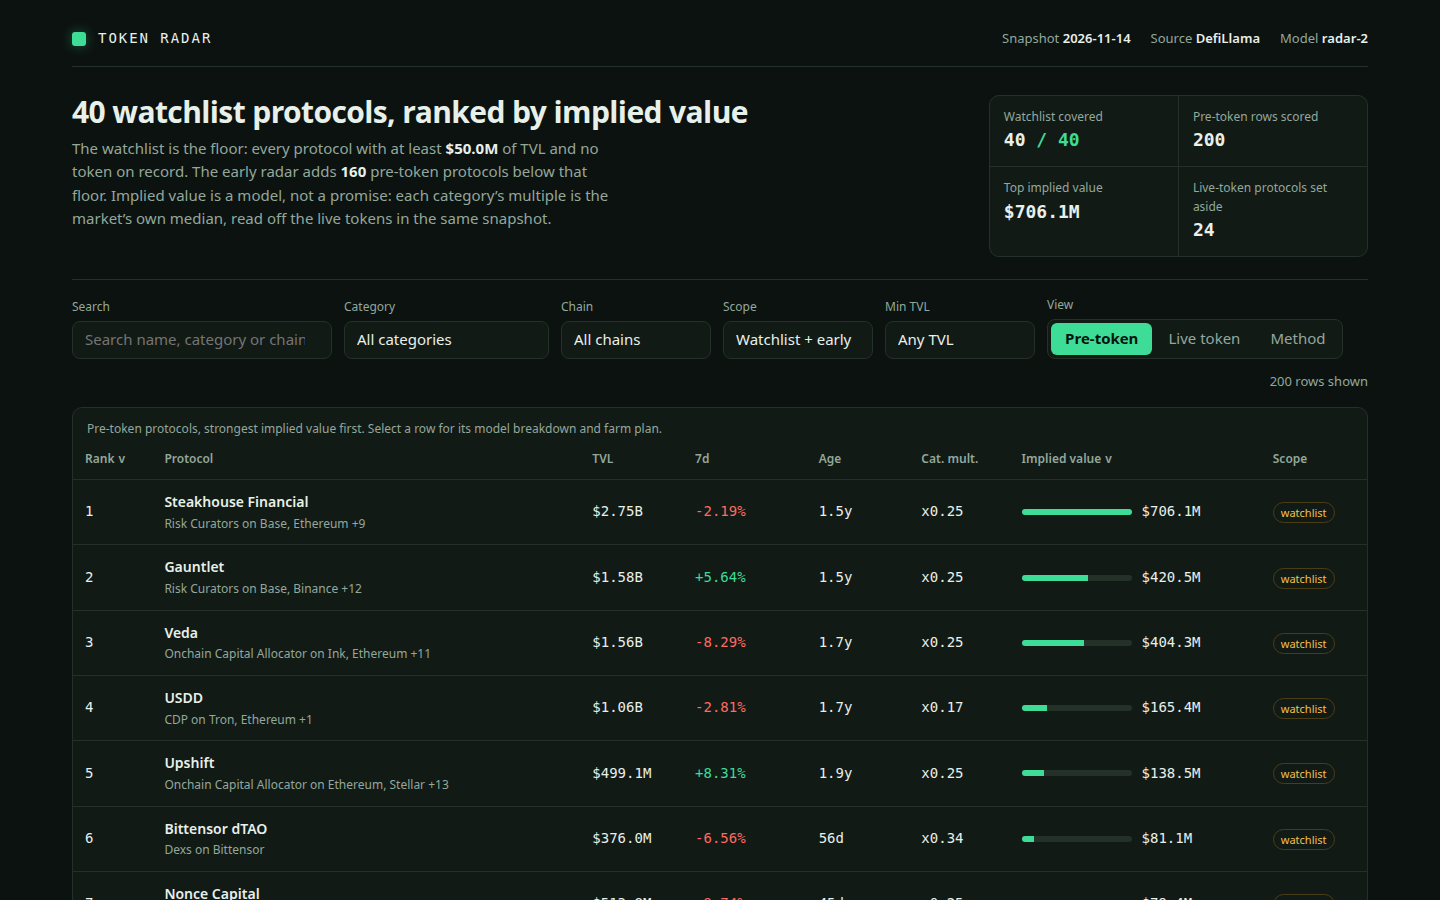 TOKEN RADAR
Snapshot 2026-11-14 Source DefiLlama Model radar-2
40 watchlist protocols, ranked by implied value
The watchlist is the floor: every protocol with at least $50.0M of TVL and no
token on record. The early radar adds 160 pre-token protocols below that
floor. Implied value is a model, not a promise: each category’s multiple is the
market’s own median, read off the live tokens in the same snapshot.
Watchlist covered
40 / 40
Pre-token rows scored
200
Top implied value
$706.1M
Live-token protocols set
aside
24
Search
Search name, category or chain
Category
All categories
Chain
All chains
Scope
Watchlist + early
Min TVL
Any TVL
View
Pre-token Live token Method
200 rows shown
Pre-token protocols, strongest implied value first. Select a row for its model breakdown and farm plan.
Rank v Protocol TVL 7d Age Cat. mult. Implied value v Scope
1 Steakhouse Financial $2.75B -2.19% 1.5y x0.25 $706.1M watchlist
Risk Curators on Base, Ethereum +9
2 Gauntlet $1.58B +5.64% 1.5y x0.25 $420.5M watchlist
Risk Curators on Base, Binance +12
3 Veda $1.56B -8.29% 1.7y x0.25 $404.3M watchlist
Onchain Capital Allocator on Ink, Ethereum +11
4 USDD $1.06B -2.81% 1.7y x0.17 $165.4M watchlist
CDP on Tron, Ethereum +1
5 Upshift $499.1M +8.31% 1.9y x0.25 $138.5M watchlist
Onchain Capital Allocator on Ethereum, Stellar +13
6 Bittensor dTAO $376.0M -6.56% 56d x0.34 $81.1M watchlist
Dexs on Bittensor
Nonce Capital